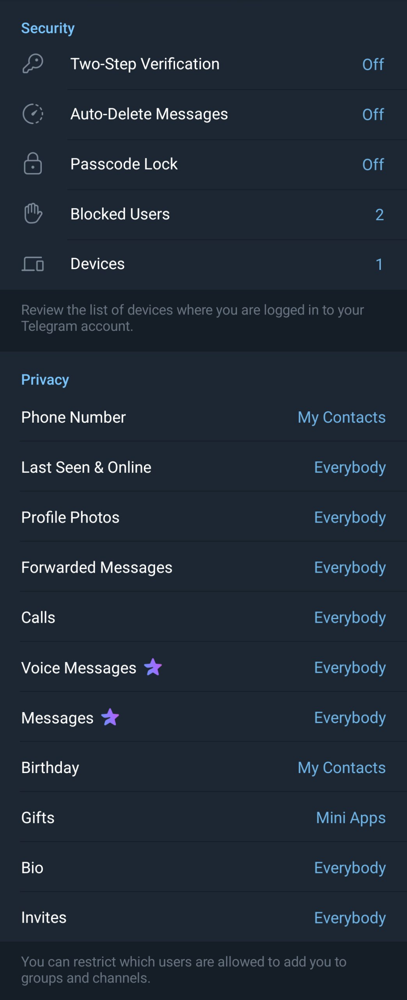 Security
Two-Step Verification Off
Auto-Delete Messages Off
Passcode Lock Off
Blocked Users 2
Devices 1
Review the list of devices where you are logged in to your
Telegram account.
Privacy
Phone Number My Contacts
Last Seen & Online Everybody
Profile Photos Everybody
Forwarded Messages Everybody
Calls Everybody
Voice Messages Everybody
Messages Everybody
Birthday My Contacts
Gifts Mini Apps
Bio Everybody
Invites Everybody
You can restrict which users are allowed to add you to
groups and channels.